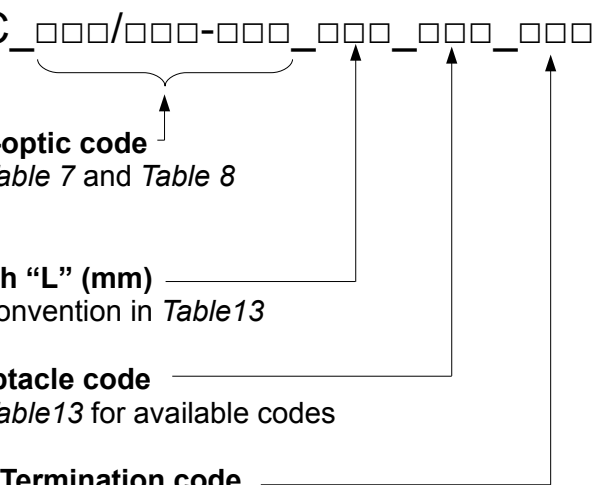 C_□□□/□□□-□□□_□□□_□□□_□□□
-optic code
able 7 and Table 8
h “L” (mm)
onvention in Table13
ptacle code
able13 for available codes
Termination code